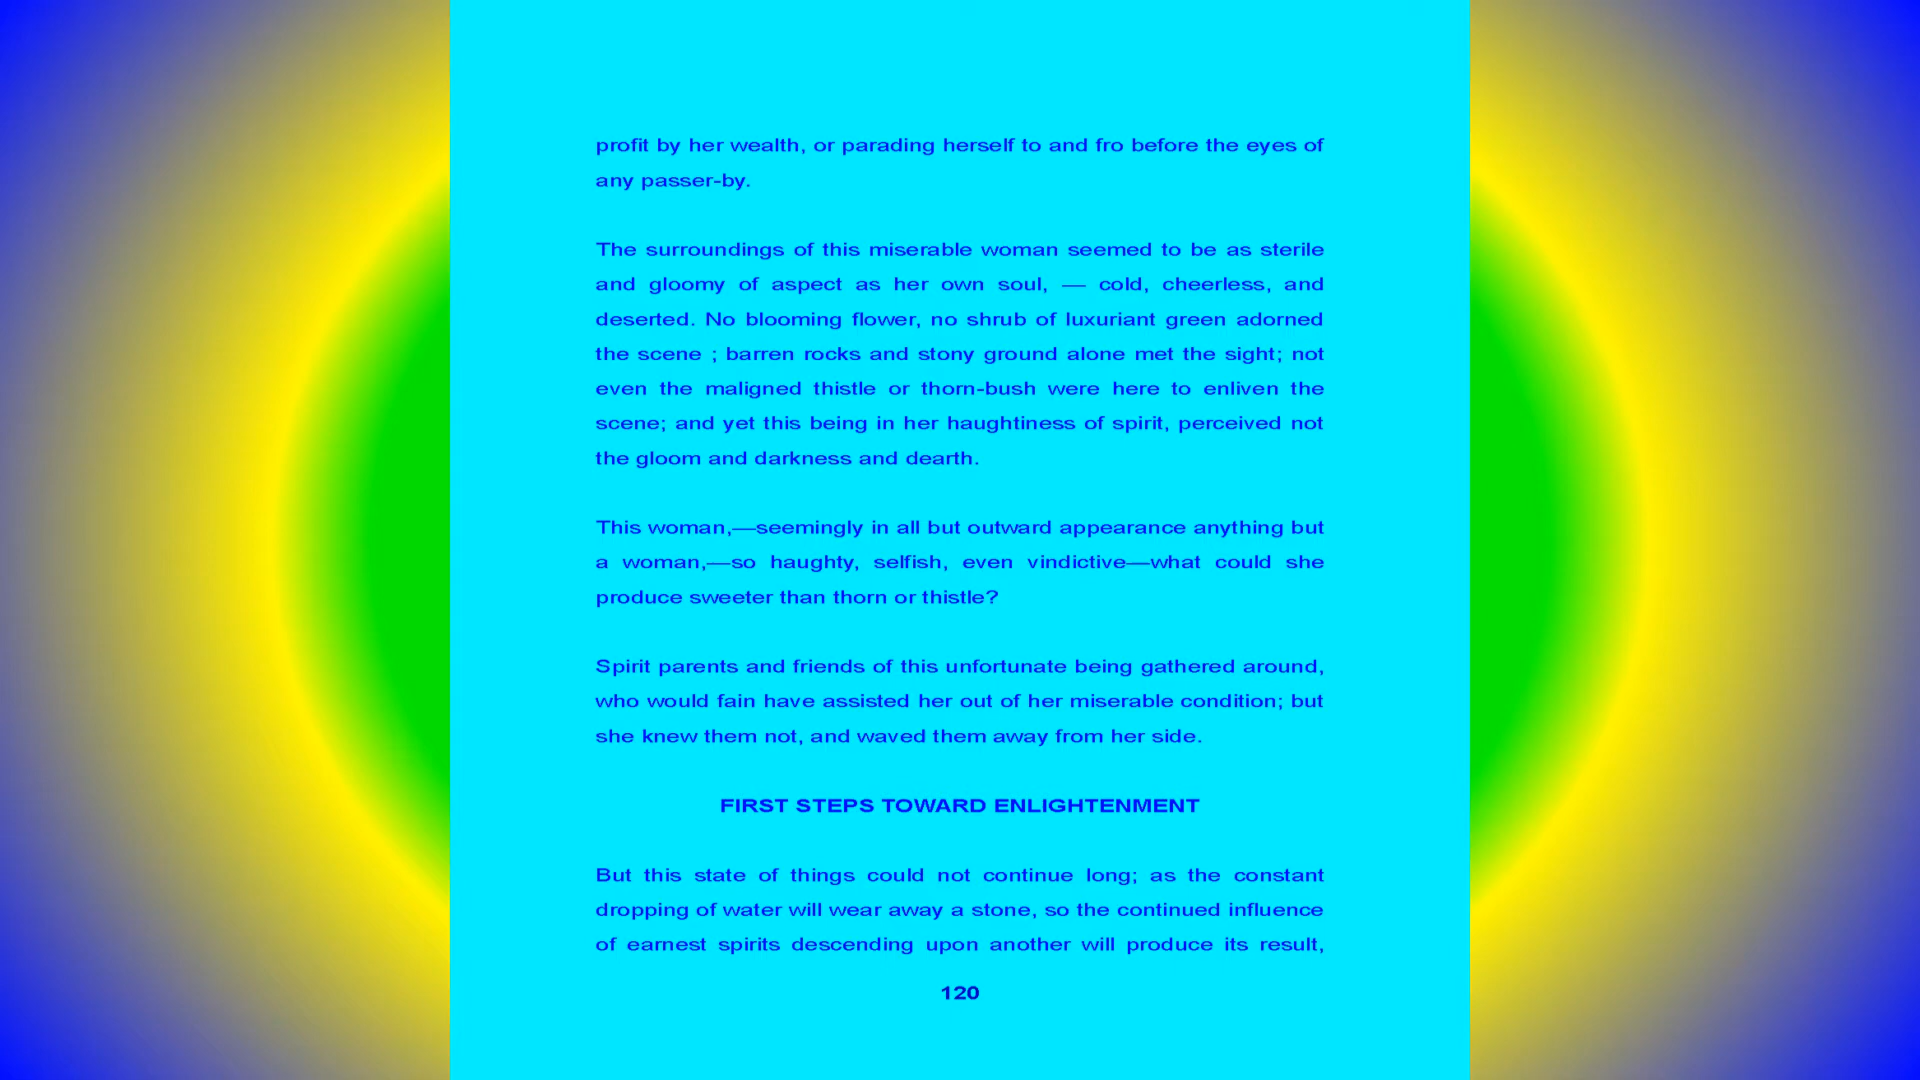 profit by her wealth, or parading herself to and fro before the eyes of
any passer-by.
The surroundings of this miserable woman seemed to be as sterile
and gloomy of aspect as her own soul, — cold, cheerless, and
deserted. No blooming flower, no shrub of luxuriant green adorned
the scene ; barren rocks and stony ground alone met the sight; not
even the maligned thistle or thorn-bush were here to enliven the
scene; and yet this being in her haughtiness of spirit, perceived not
the gloom and darkness and dearth.
This woman,—seemingly in all but outward appearance anything but
a woman,—so haughty, selfish, even vindictive—what could she
produce sweeter than thorn or thistle?
Spirit parents and friends of this unfortunate being gathered around,
who would fain have assisted her out of her miserable condition; but
she knew them not, and waved them away from her side.
FIRST STEPS TOWARD ENLIGHTENMENT
But this state of things could not continue long; as the constant
dropping of water will wear away a stone, so the continued influence
of earnest spirits descending upon another will produce its result,
120